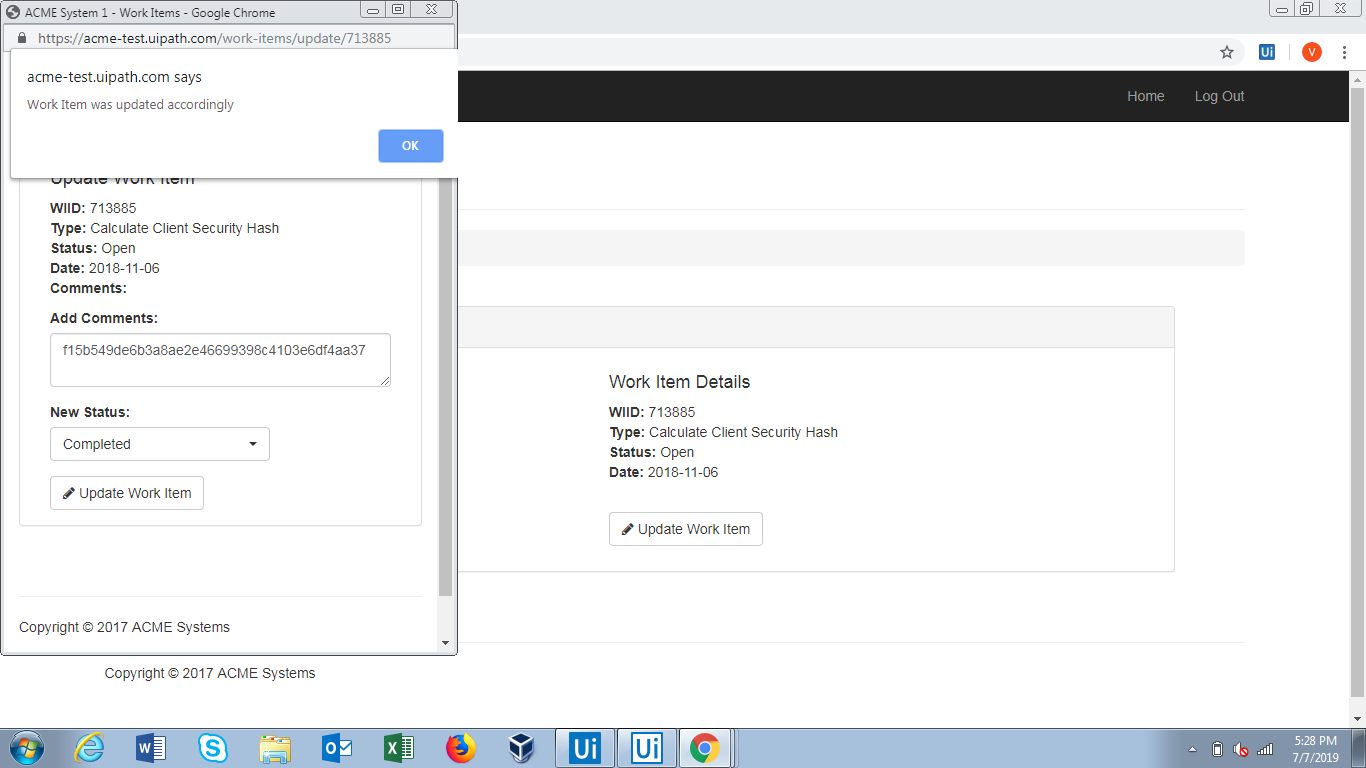 ACME System 1 - Work Items - Google Chrome
https://acme-test.uipath.com/work-items/update/713885
acme-test.uipath.com says
Work Item was updated accordingly
OK
Update Work Item
WIID: 713885
Type: Calculate Client Security Hash
Status: Open
Date: 2018-11-06
Comments:
Add Comments:
f15b549de6b3a8ae2e46699398c4103e6df4aa37
New Status:
Completed
Update Work Item
Copyright © 2017 ACME Systems
Ui
V
Home
Log Out
Work Item Details
WIID: 713885
Type: Calculate Client Security Hash
Status: Open
Date: 2018-11-06
Update Work Item
Copyright © 2017 ACME Systems
Ui
Ui
5:28 PM
7/7/2019